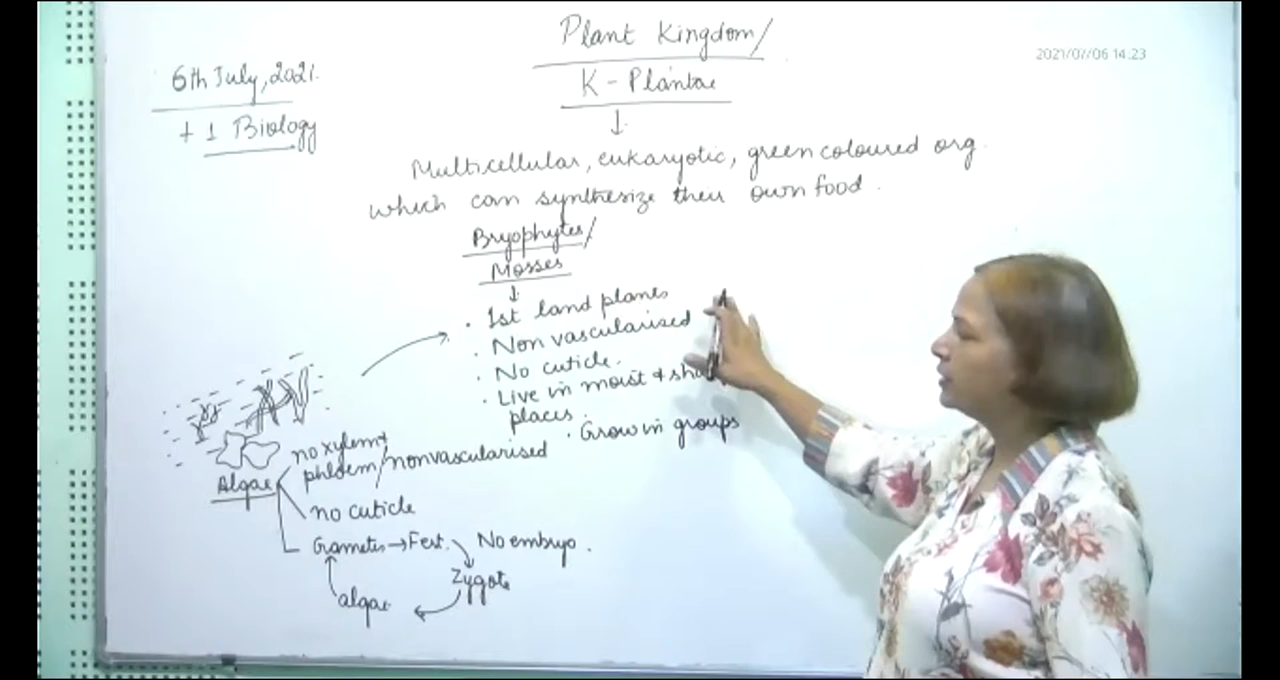 Plant Kingdom/
K - Plantae
2021/07/06 14:23
6th July, 2021.
+ 1 Biology
Multicellular, eukaryotic, green coloured org.
which can synthesize their own food.
Bryophytes/
Mosses
. 1st land plants
. Non vascularised
. No cuticle.
. Live in moist &
places
. Grow in groups
no xylem +
phloem/nonvascularised
Algae
no cuticle
Gametes → Fert. No embryo.
Zygote
algae